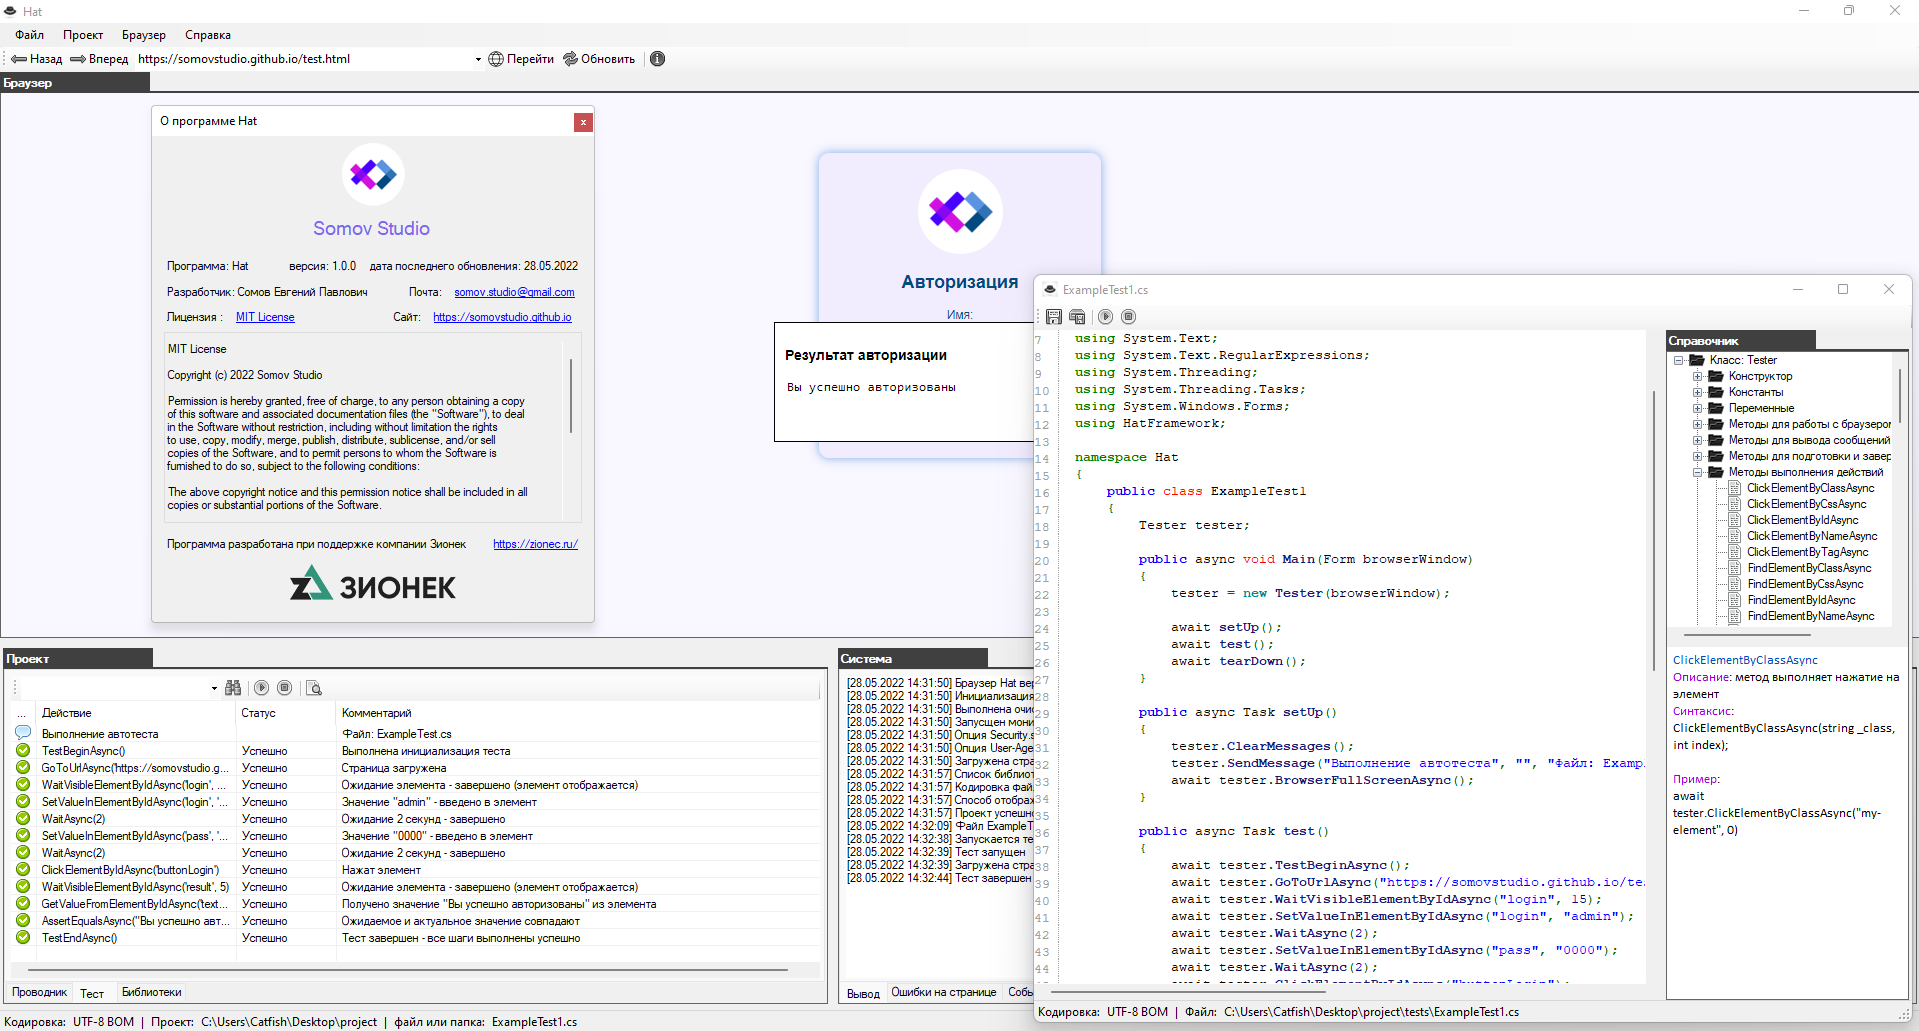 Hat
Файл Проект Браузер Справка
Назад Вперед https://somovstudio.github.io/test.html Перейти Обновить
Браузер
О программе Hat
Somov Studio
Программа: Hat версия: 1.0.0 дата последнего обновления: 28.05.2022
Разработчик: Сомов Евгений Павлович Почта: somov.studio@gmail.com
Лицензия : MIT License Сайт: https://somovstudio.github.io
MIT License
Copyright (c) 2022 Somov Studio
Permission is hereby granted, free of charge, to any person obtaining a copy
of this software and associated documentation files (the "Software"), to deal
in the Software without restriction, including without limitation the rights
to use, copy, modify, merge, publish, distribute, sublicense, and/or sell
copies of the Software, and to permit persons to whom the Software is
furnished to do so, subject to the following conditions:
The above copyright notice and this permission notice shall be included in all
copies or substantial portions of the Software.
Программа разработана при поддержке компании Зионек https://zionec.ru/
ЗИОНЕК
Авторизация
Имя:
Результат авторизации
Вы успешно авторизованы
ExampleTest1.cs
7 using System.Text;
8 using System.Text.RegularExpressions;
9 using System.Threading;
10 using System.Threading.Tasks;
11 using System.Windows.Forms;
12 using HatFramework;
13
14 namespace Hat
15 {
16 public class ExampleTest1
17 {
18 Tester tester;
19
20 public async void Main(Form browserWindow)
21 {
22 tester = new Tester(browserWindow);
23
24 await setUp();
25 await test();
26 await tearDown();
27 }
28
29 public async Task setUp()
30 {
31 tester.ClearMessages();
32 tester.SendMessage("Выполнение автотеста", "", "Файл: Examp
33 await tester.BrowserFullScreenAsync();
34 }
35
36 public async Task test()
37 {
38 await tester.TestBeginAsync();
39 await tester.GoToUrlAsync("https://somovstudio.github.io/te
40 await tester.WaitVisibleElementByIdAsync("login", 15);
41 await tester.SetValueInElementByIdAsync("login", "admin");
42 await tester.WaitAsync(2);
43 await tester.SetValueInElementByIdAsync("pass", "0000");
44 await tester.WaitAsync(2);
Справочник
Класс: Tester
Конструктор
Константы
Переменные
Методы для работы с браузером
Методы для вывода сообщений
Методы для подготовки и завер
Методы выполнения действий
ClickElementByClassAsync
ClickElementByCssAsync
ClickElementByIdAsync
ClickElementByNameAsync
ClickElementByTagAsync
FindElementByClassAsync
FindElementByCssAsync
FindElementByIdAsync
FindElementByNameAsync
ClickElementByClassAsync
Описание: метод выполняет нажатие на
элемент
Синтаксис:
ClickElementByClassAsync(string _class,
int index);
Пример:
await
tester.ClickElementByClassAsync("my-
element", 0)
Кодировка: UTF-8 BOM | Файл: C:\Users\Catfish\Desktop\project\tests\ExampleTest1.cs
Проект
... Действие Статус Комментарий
Выполнение автотеста Файл: ExampleTest.cs
TestBeginAsync() Успешно Выполнена инициализация теста
GoToUrlAsync('https://somovstudio.g... Успешно Страница загружена
WaitVisibleElementByIdAsync('login', ... Успешно Ожидание элемента - завершено (элемент отображается)
SetValueInElementByIdAsync('login', '... Успешно Значение "admin" - введено в элемент
WaitAsync(2) Успешно Ожидание 2 секунд - завершено
SetValueInElementByIdAsync('pass', '... Успешно Значение "0000" - введено в элемент
WaitAsync(2) Успешно Ожидание 2 секунд - завершено
ClickElementByIdAsync('buttonLogin') Успешно Нажат элемент
WaitVisibleElementByIdAsync('result', 5) Успешно Ожидание элемента - завершено (элемент отображается)
GetValueFromElementByIdAsync('text... Успешно Получено значение "Вы успешно авторизованы" из элемента
AssertEqualsAsync("Вы успешно авт... Успешно Ожидаемое и актуальное значение совпадают
TestEndAsync() Успешно Тест завершен - все шаги выполнены успешно
Проводник Тест Библиотеки
Система
[28.05.2022 14:31:50] Браузер Hat вер
[28.05.2022 14:31:50] Инициализация
[28.05.2022 14:31:50] Выполнена очис
[28.05.2022 14:31:50] Запусщен мони
[28.05.2022 14:31:50] Опция Security.s
[28.05.2022 14:31:50] Опция User-Age
[28.05.2022 14:31:50] Загружена стра
[28.05.2022 14:31:57] Список библиот
[28.05.2022 14:31:57] Кодировка фай
[28.05.2022 14:31:57] Способ отображ
[28.05.2022 14:31:57] Проект успешно
[28.05.2022 14:32:09] Файл ExampleT
[28.05.2022 14:32:38] Запускается те
[28.05.2022 14:32:39] Тест запущен
[28.05.2022 14:32:39] Загружена стра
[28.05.2022 14:32:44] Тест завершен
Вывод Ошибки на странице Собы
Кодировка: UTF-8 BOM | Проект: C:\Users\Catfish\Desktop\project | файл или папка: ExampleTest1.cs